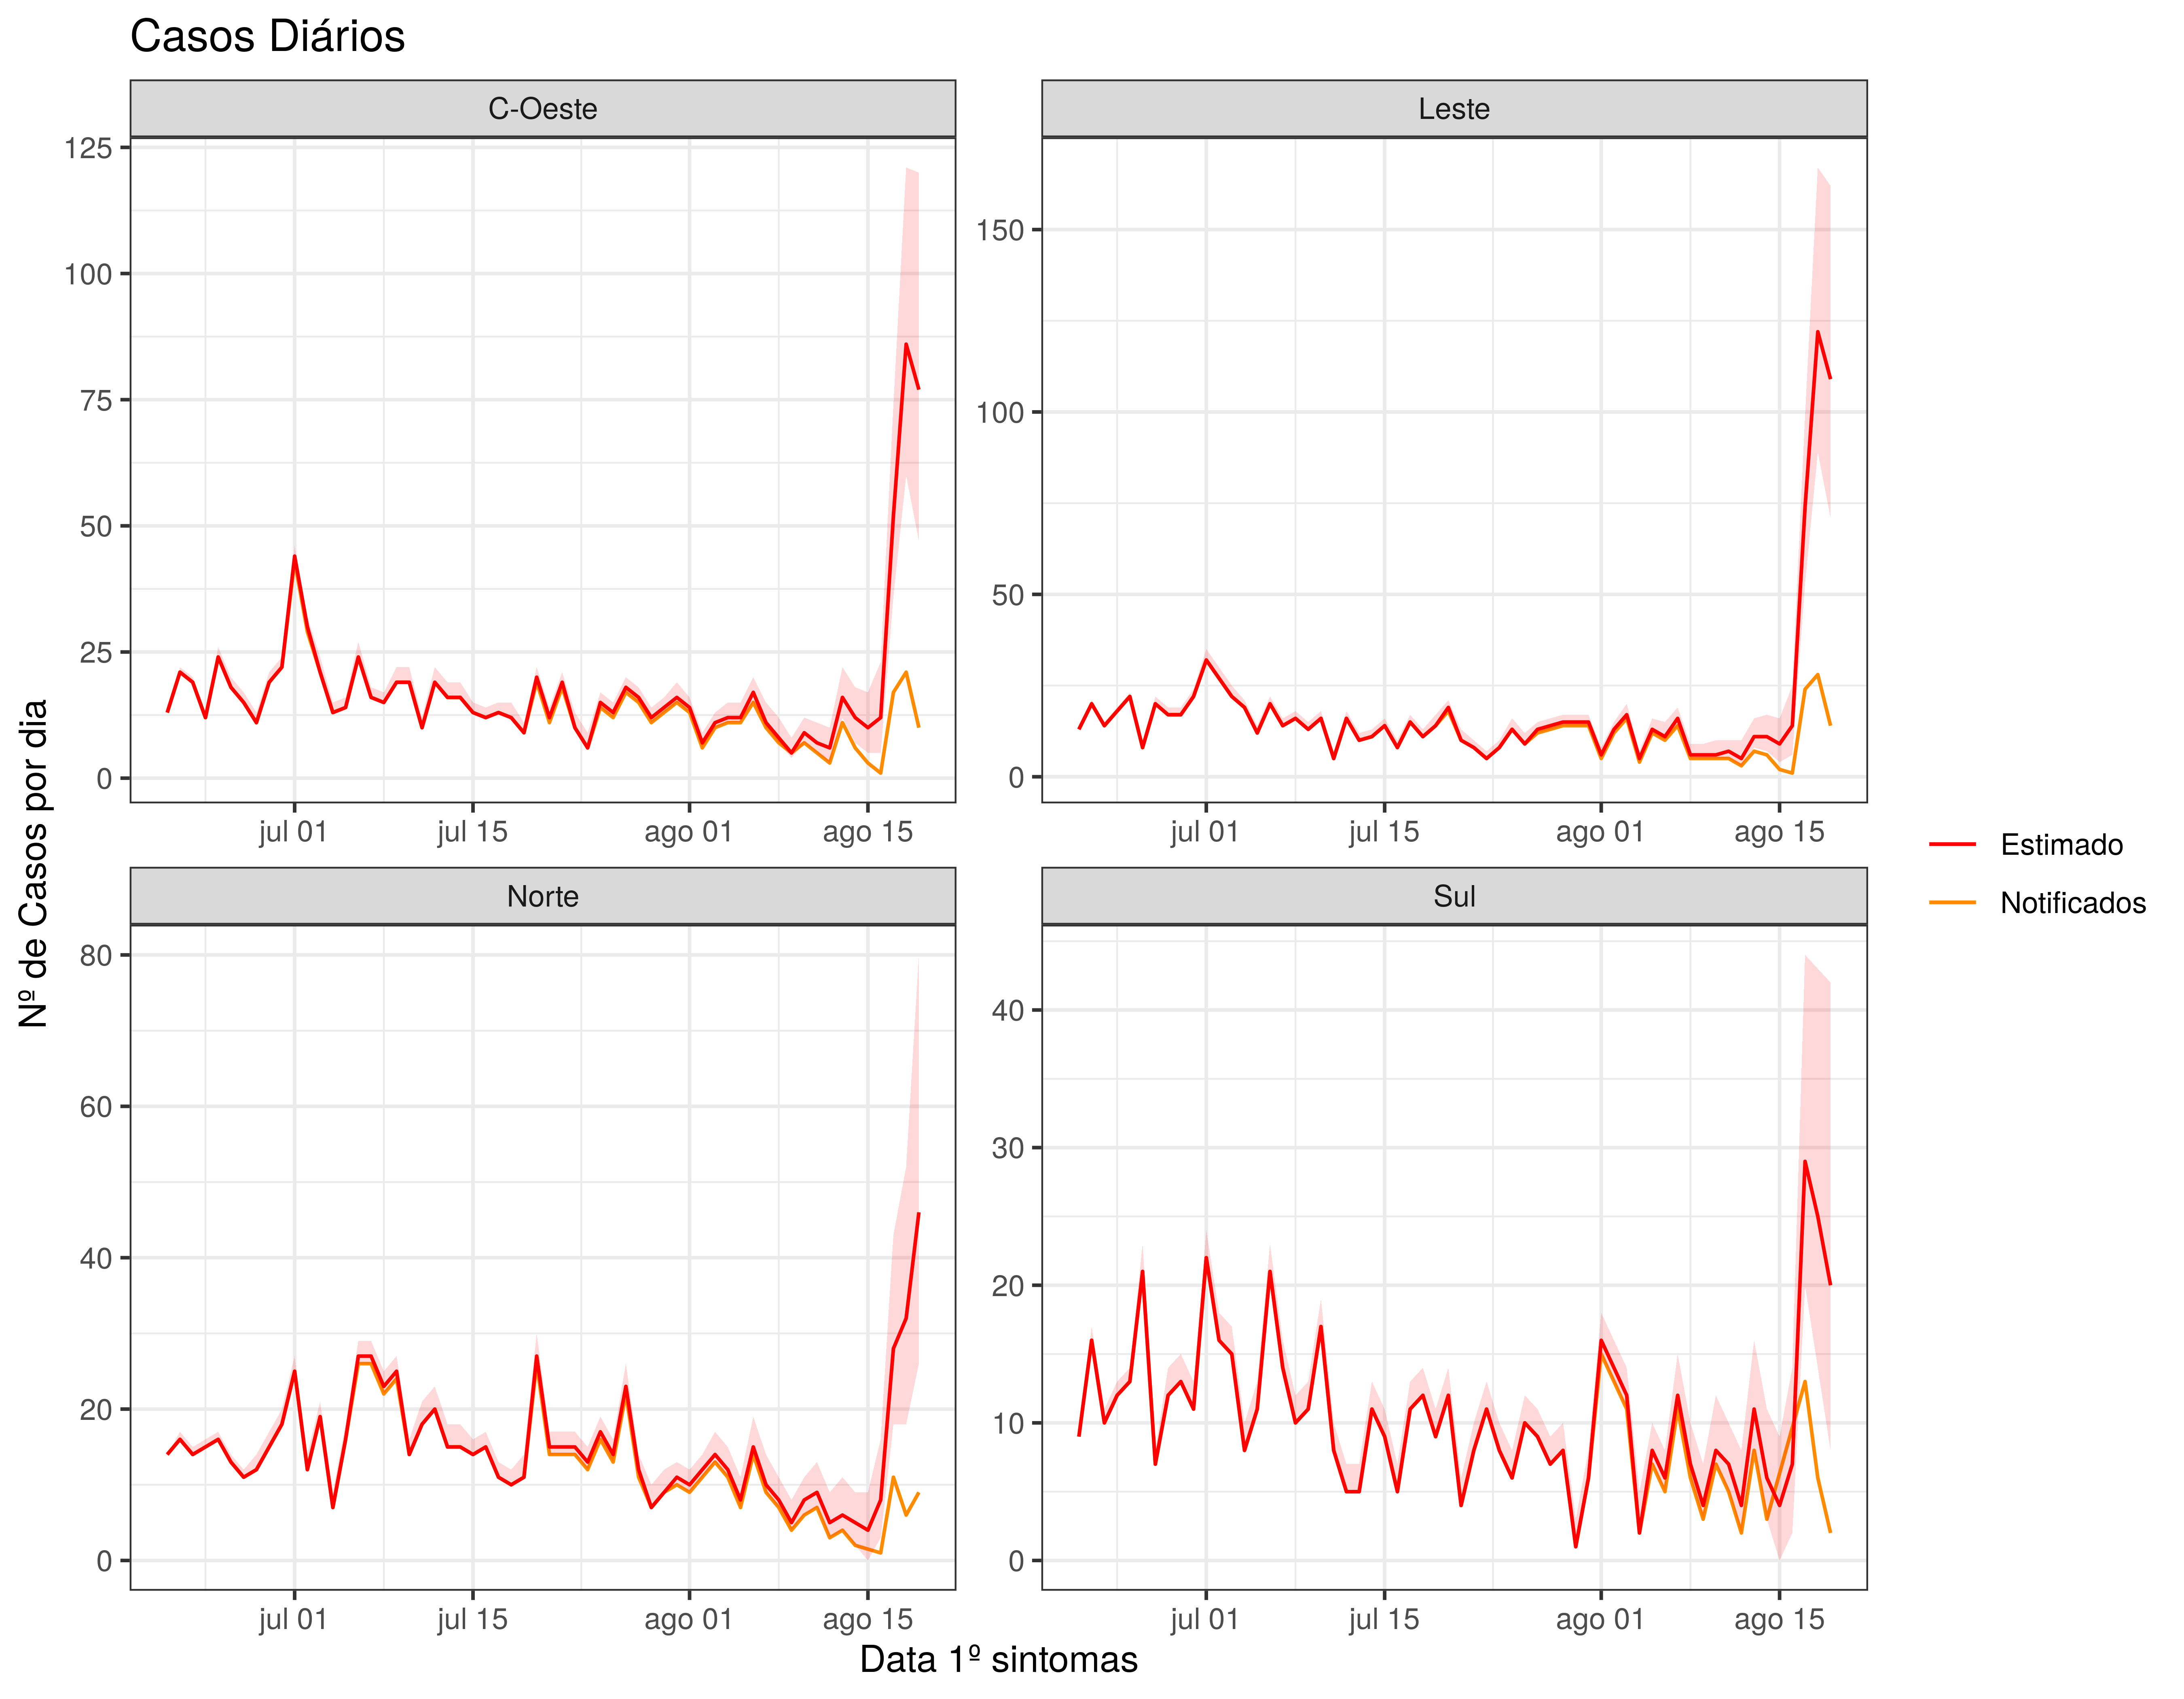 Casos Diários
C-Oeste
Leste
125
100
75
50
25
0
150
100
50
0
jul 01 jul 15 ago 01 ago 15
jul 01 jul 15 ago 01 ago 15
Norte
Sul
80
60
40
20
0
40
30
20
10
0
jul 01 jul 15 ago 01 ago 15
jul 01 jul 15 ago 01 ago 15
Nº de Casos por dia
Data 1º sintomas
Estimado
Notificados